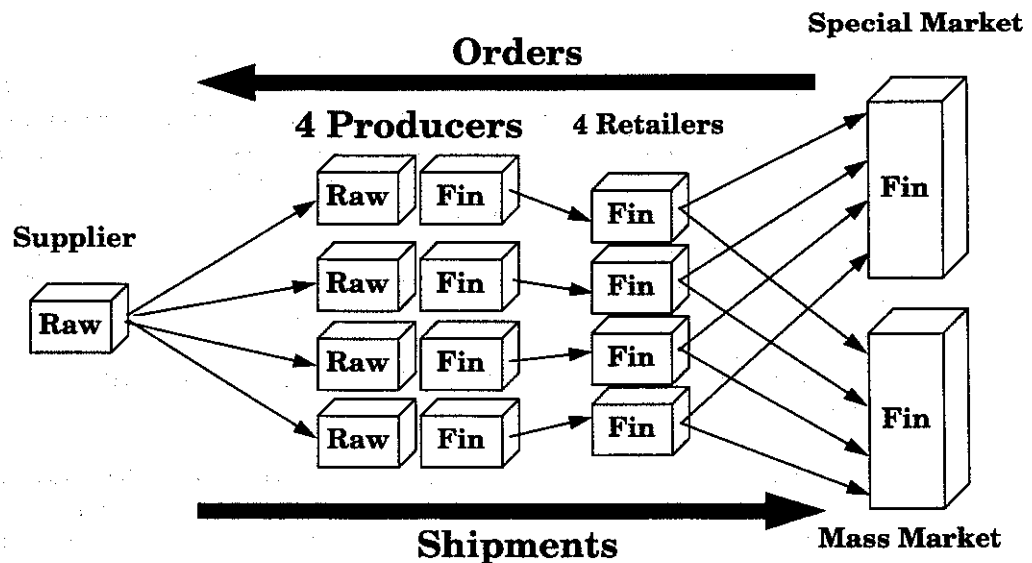 Special Market
Orders
4 Producers
4 Retailers
Raw
Fin
Fin
Fin
Supplier
Raw
Raw
Fin
Fin
Raw
Fin
Fin
Fin
Raw
Fin
Fin
Shipments
Mass Market